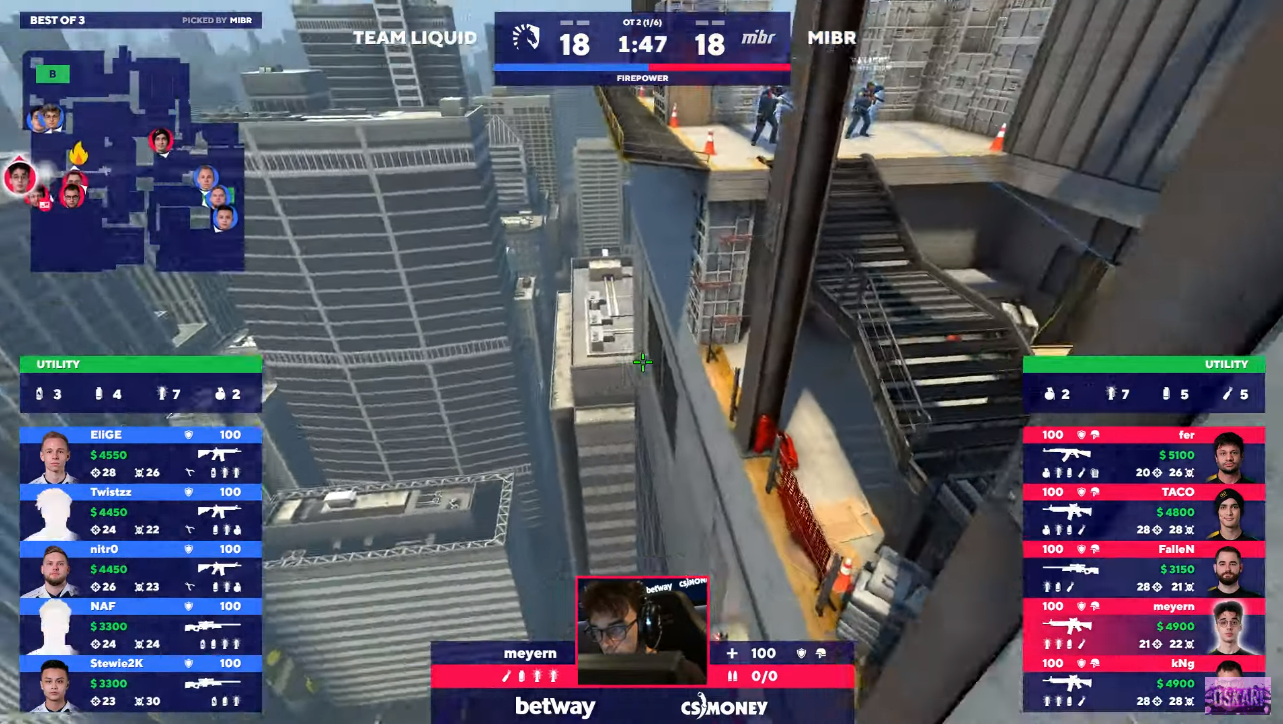 BEST OF 3 PICKED BY MIBR
TEAM LIQUID
18
OT 2 (1/6)
1:47
18
mibr
MIBR
FIREPOWER
B
UTILITY
3 4 7 2
EliGE 100
$ 4550
28 26
Twistzz 100
$ 4450
24 22
nitr0 100
$ 4450
26 23
NAF 100
$ 3300
24 24
Stewie2K 100
$ 3300
23 30
UTILITY
2 7 5 5
100 fer
$ 5100
20 26
100 TACO
$ 4800
28 28
100 FalleN
$ 3150
28 21
100 meyern
$ 4900
21 22
100 kNg
$ 4900
28 28
betway CS:MONEY
meyern
100
0/0
betway
CS:MONEY